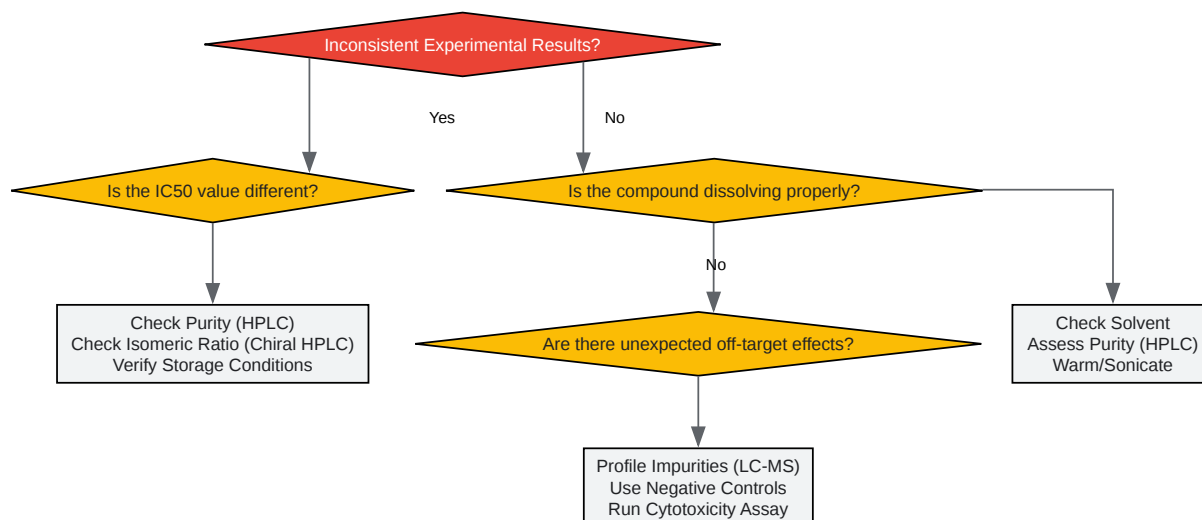 Inconsistent Experimental Results?
Yes
No
Is the IC50 value different?
Is the compound dissolving properly?
No
Check Purity (HPLC)
Check Isomeric Ratio (Chiral HPLC)
Verify Storage Conditions
Are there unexpected off-target effects?
Check Solvent
Assess Purity (HPLC)
Warm/Sonicate
Profile Impurities (LC-MS)
Use Negative Controls
Run Cytotoxicity Assay